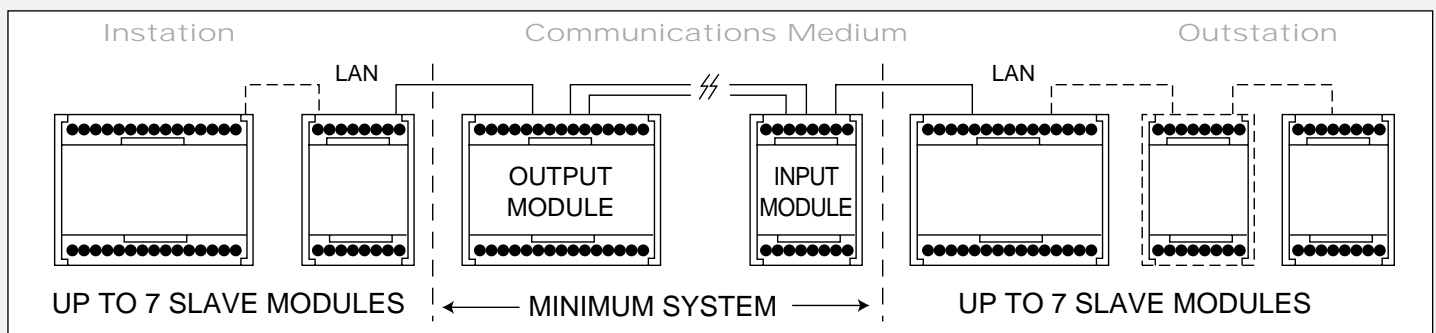 Instation
Communications Medium
Outstation
LAN
LAN
OUTPUT
MODULE
INPUT
MODULE
UP TO 7 SLAVE MODULES
MINIMUM SYSTEM
UP TO 7 SLAVE MODULES